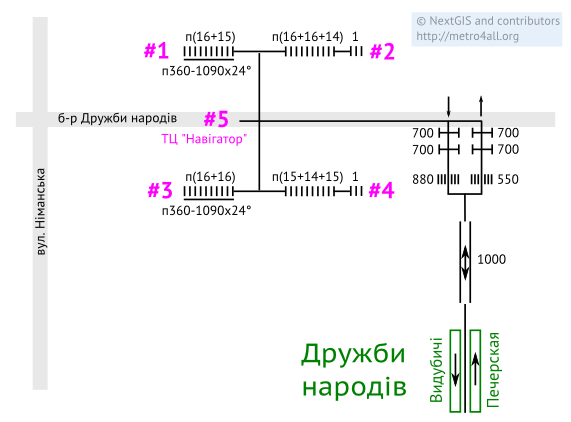 © NextGIS and contributors
http://metro4all.org
п(16+15)
п(16+16+14)
1
#1
#2
п360-1090x24°
б-р Дружби народів
#5
ТЦ "Навігатор"
700
700
700
700
п(16+16)
п(15+14+15)
1
880
550
#3
#4
п360-1090x24°
вул. Німанська
1000
Дружби
народів
Видубичі
Печерская